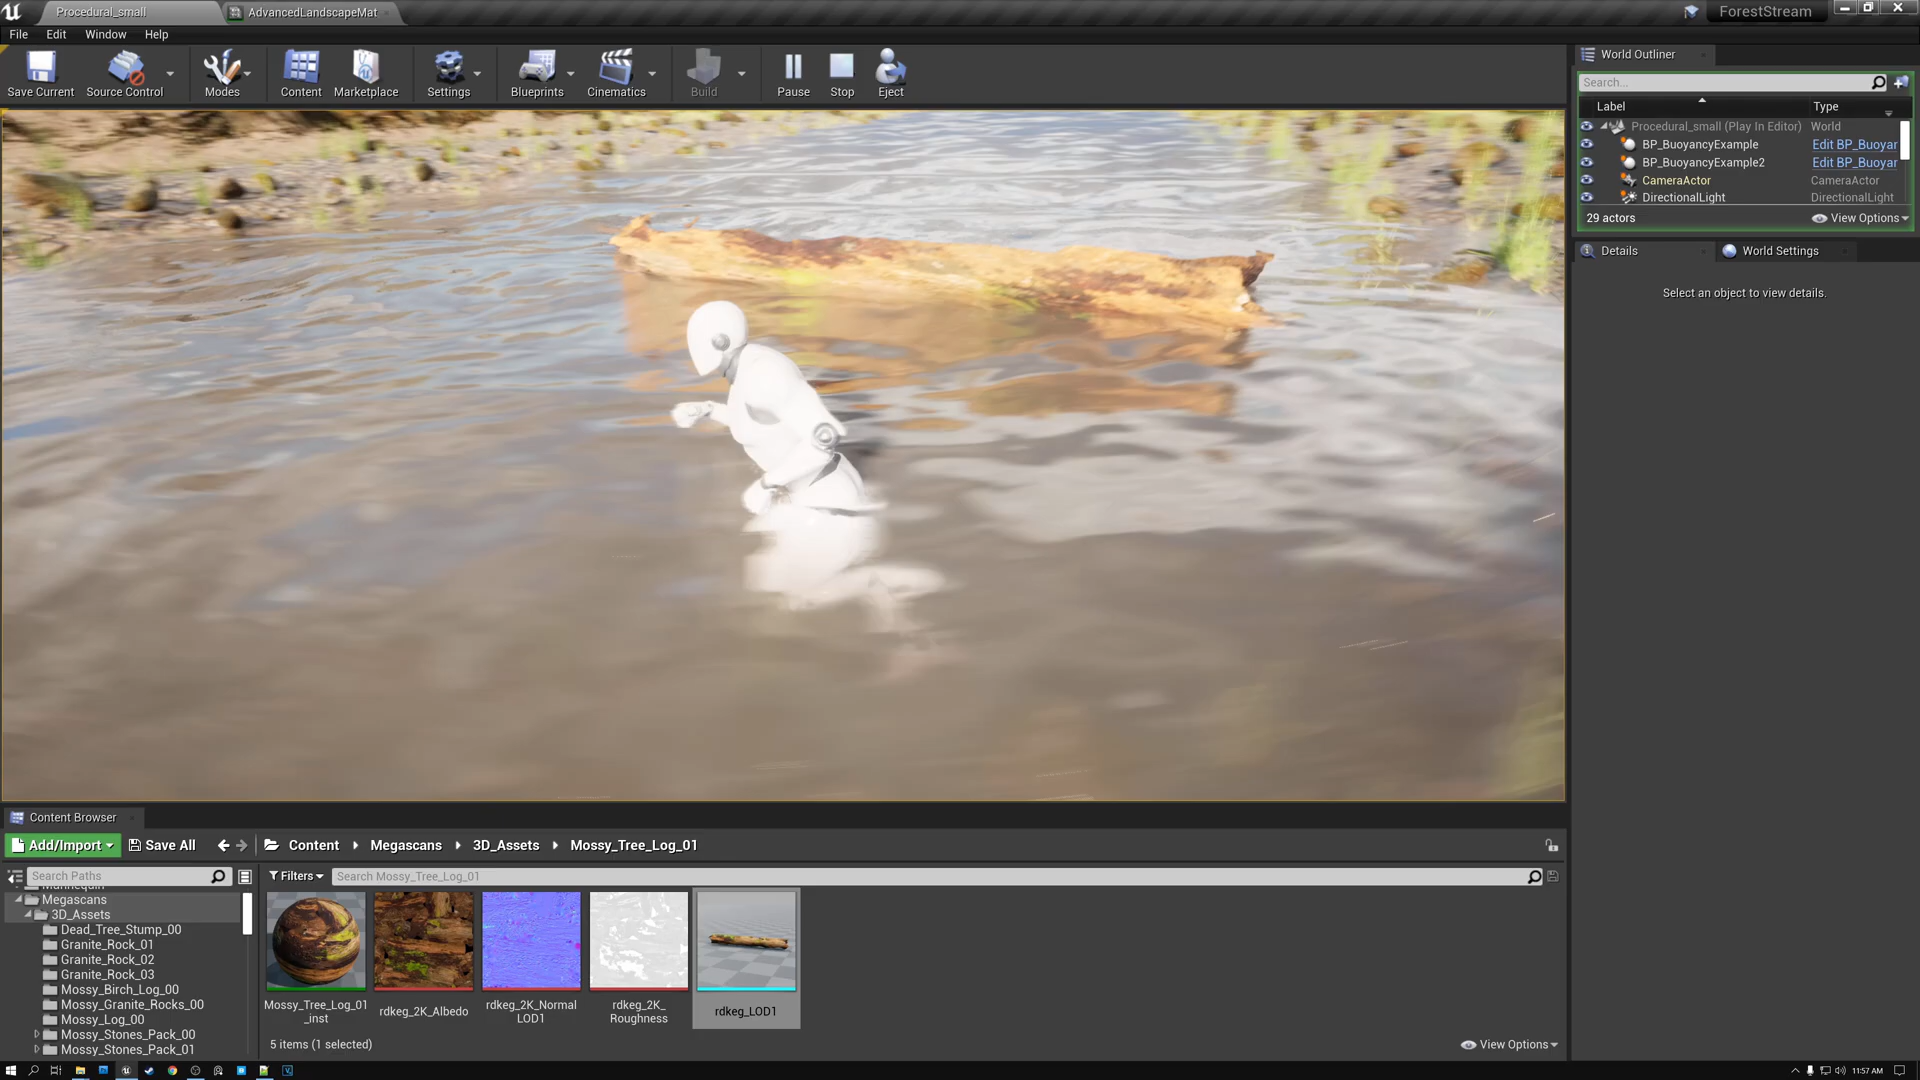 Procedural_small
AdvancedLandscapeMat
ForestStream
File Edit Window Help
Save Current
Source Control
Modes
Content
Marketplace
Settings
Blueprints
Cinematics
Build
Pause
Stop
Eject
World Outliner
Search...
Label Type
Procedural_small (Play In Editor) World
BP_BuoyancyExample Edit BP_Buoyar
BP_BuoyancyExample2 Edit BP_Buoyar
CameraActor CameraActor
DirectionalLight DirectionalLight
29 actors View Options
Details World Settings
Select an object to view details.
Content Browser
Add/Import Save All Content Megascans 3D_Assets Mossy_Tree_Log_01
Search Paths
Filters Search Mossy_Tree_Log_01
Mannequin
Megascans
3D_Assets
Dead_Tree_Stump_00
Granite_Rock_01
Granite_Rock_02
Granite_Rock_03
Mossy_Birch_Log_00
Mossy_Granite_Rocks_00
Mossy_Log_00
Mossy_Stones_Pack_00
Mossy_Stones_Pack_01
Mossy_Tree_Log_01
_inst
rdkeg_2K_Albedo
rdkeg_2K_Normal
LOD1
rdkeg_2K_
Roughness
rdkeg_LOD1
5 items (1 selected) View Options
11:57 AM